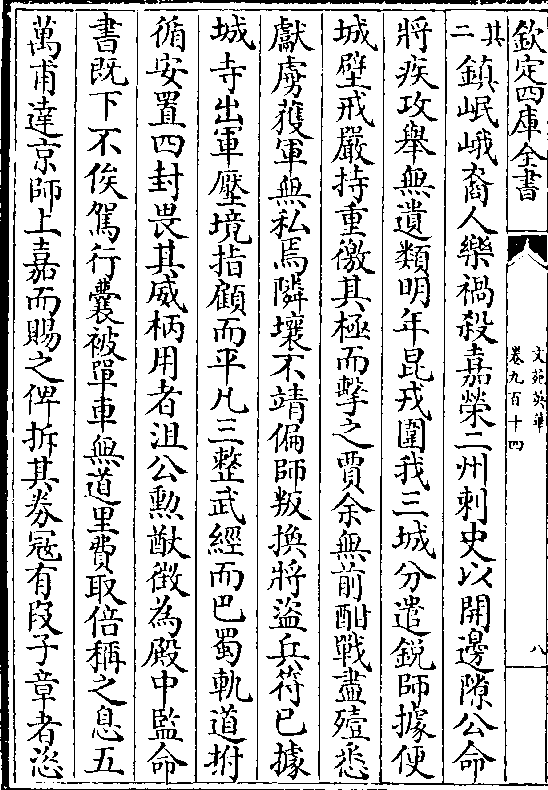 欽定四庫全書
文苑英華
卷九百十四
八
其二鎮岷峨裔人樂禍殺嘉榮二州刺史以開邊隙公命
將疾攻舉無遺類明年昆戎圍我三城分遣鋭師據便
城壁戒嚴持重徼其極而擊之賈余無前酣戰盡殪悉
獻虜獲軍無私焉隣壤不靖偏師叛換將盜兵符已據
城寺出軍壓境指顧而平凡三整武經而巴蜀軌道拊
循安置四封畏其威柄用者沮公勲猷徴為殿中監命
書既下不俟駕行囊被單車無道里費取倍稱之息五
萬甫達京師上嘉而賜之俾拆其券冦有段子章者恣